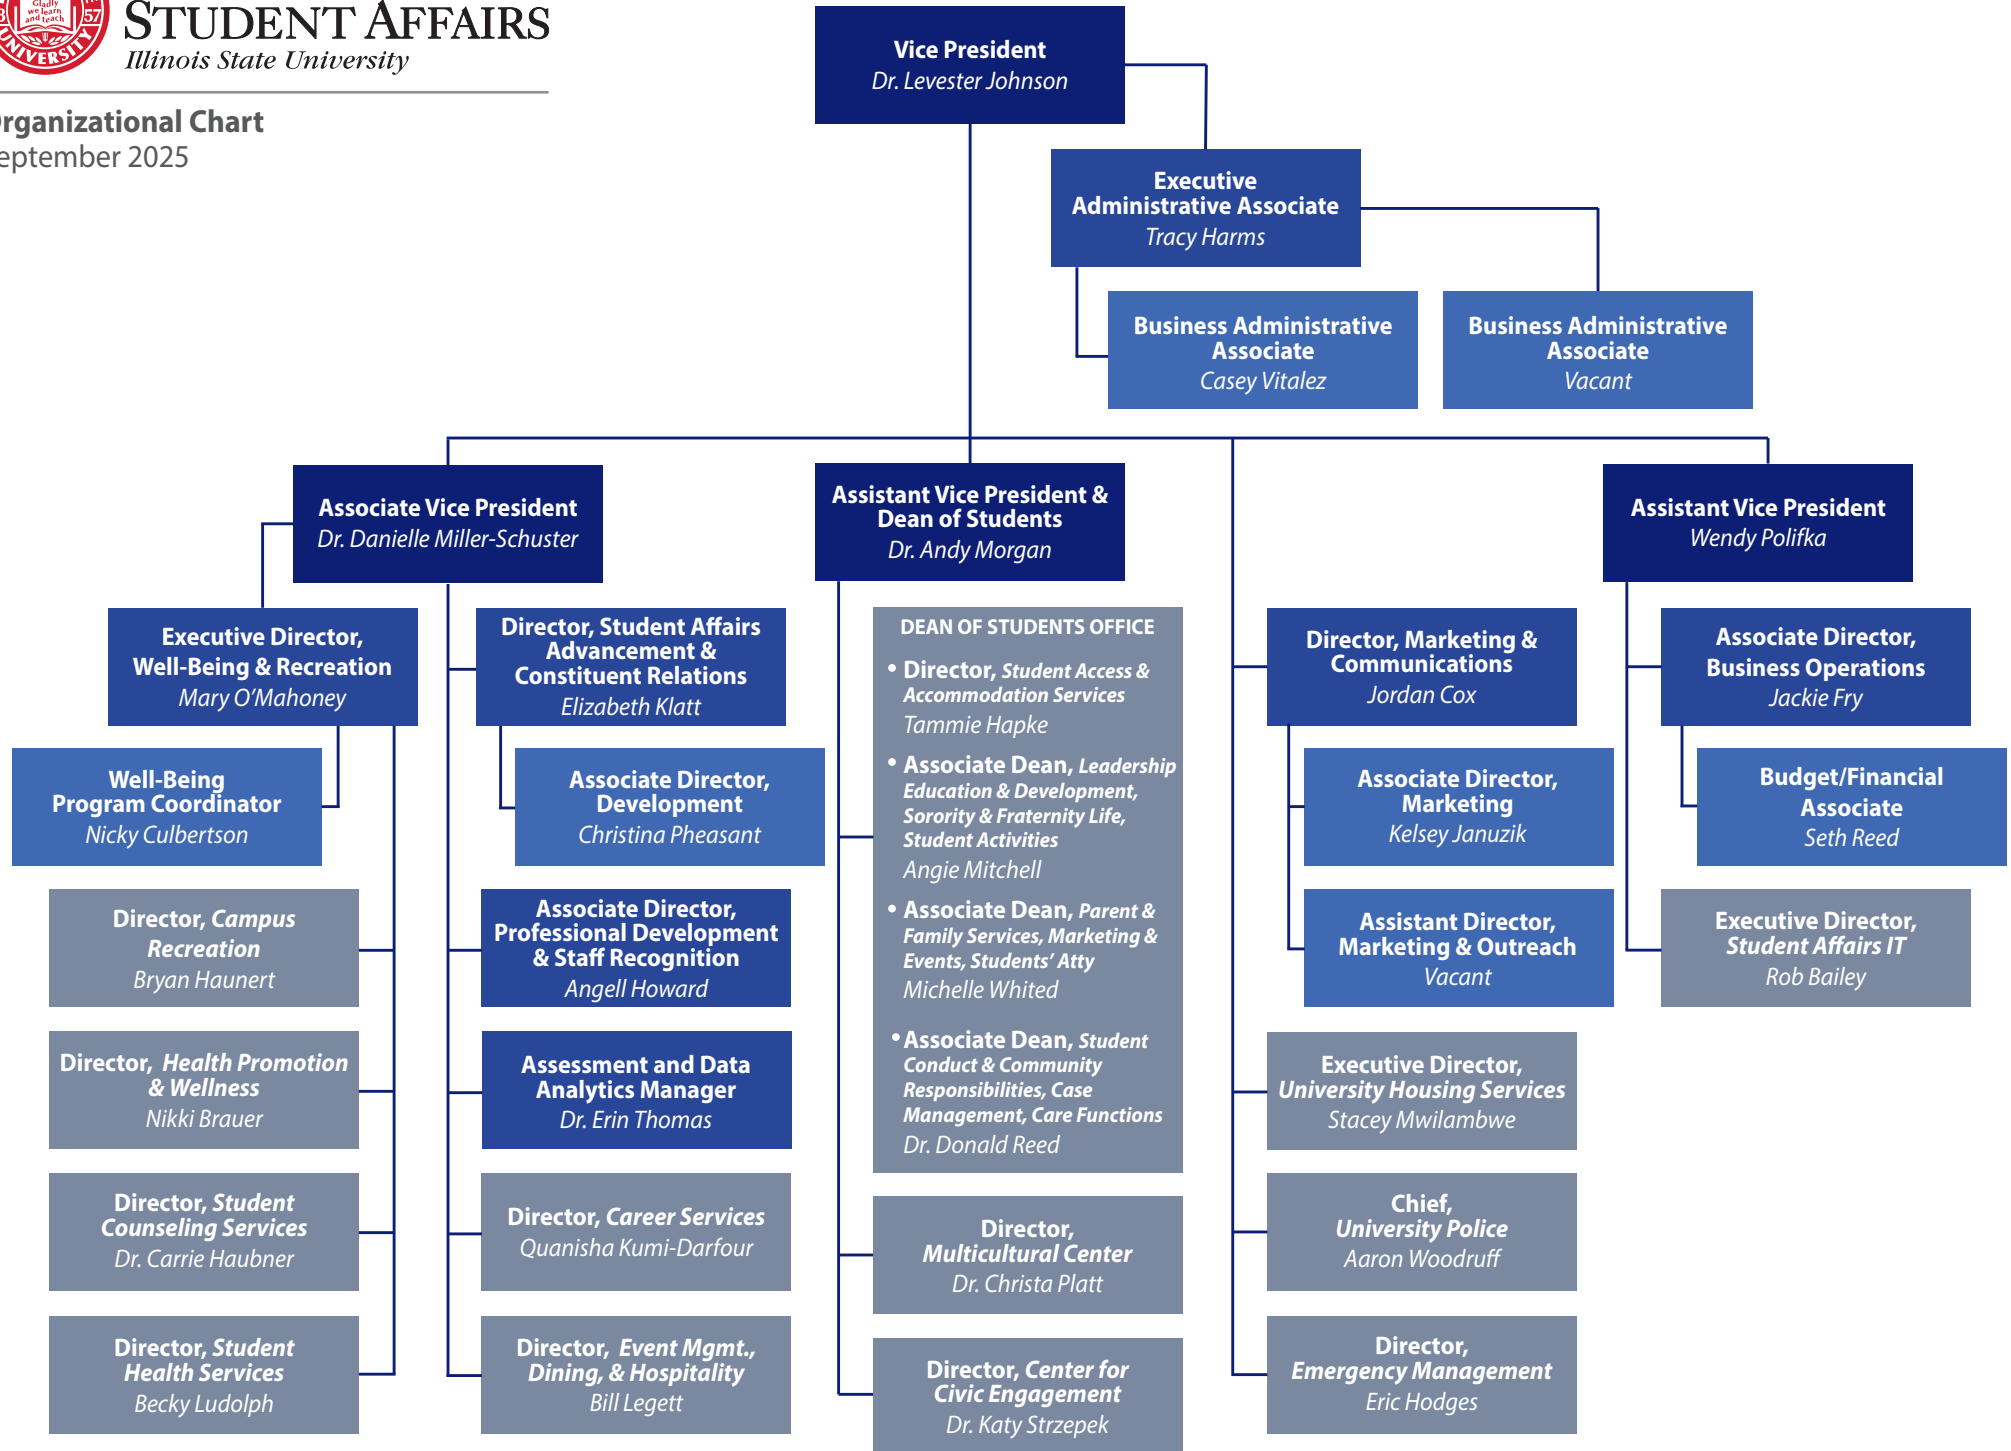 Gladly
we learn
and teach
57
UNIVERSITY
STUDENT AFFAIRS
Illinois State University
rganizational Chart
eptember 2025
Vice President
Dr. Levester Johnson
Executive
Administrative Associate
Tracy Harms
Business Administrative
Associate
Casey Vitalez
Business Administrative
Associate
Vacant
Associate Vice President
Dr. Danielle Miller-Schuster
Assistant Vice President &
Dean of Students
Dr. Andy Morgan
Assistant Vice President
Wendy Polifka
Executive Director,
Well-Being & Recreation
Mary O’Mahoney
Well-Being
Program Coordinator
Nicky Culbertson
Director, Campus
Recreation
Bryan Haunert
Director, Health Promotion
& Wellness
Nikki Brauer
Director, Student
Counseling Services
Dr. Carrie Haubner
Director, Student
Health Services
Becky Ludolph
Director, Student Affairs
Advancement &
Constituent Relations
Elizabeth Klatt
Associate Director,
Development
Christina Pheasant
Associate Director,
Professional Development
& Staff Recognition
Angell Howard
Assessment and Data
Analytics Manager
Dr. Erin Thomas
Director, Career Services
Quanisha Kumi-Darfour
Director, Event Mgmt.,
Dining, & Hospitality
Bill Legett
DEAN OF STUDENTS OFFICE
• Director, Student Access &
Accommodation Services
Tammie Hapke
• Associate Dean, Leadership
Education & Development,
Sorority & Fraternity Life,
Student Activities
Angie Mitchell
• Associate Dean, Parent &
Family Services, Marketing &
Events, Students’ Atty
Michelle Whited
• Associate Dean, Student
Conduct & Community
Responsibilities, Case
Management, Care Functions
Dr. Donald Reed
Director,
Multicultural Center
Dr. Christa Platt
Director, Center for
Civic Engagement
Dr. Katy Strzepek
Director, Marketing &
Communications
Jordan Cox
Associate Director,
Marketing
Kelsey Januzik
Assistant Director,
Marketing & Outreach
Vacant
Executive Director,
University Housing Services
Stacey Mwilambwe
Chief,
University Police
Aaron Woodruff
Director,
Emergency Management
Eric Hodges
Associate Director,
Business Operations
Jackie Fry
Budget/Financial
Associate
Seth Reed
Executive Director,
Student Affairs IT
Rob Bailey